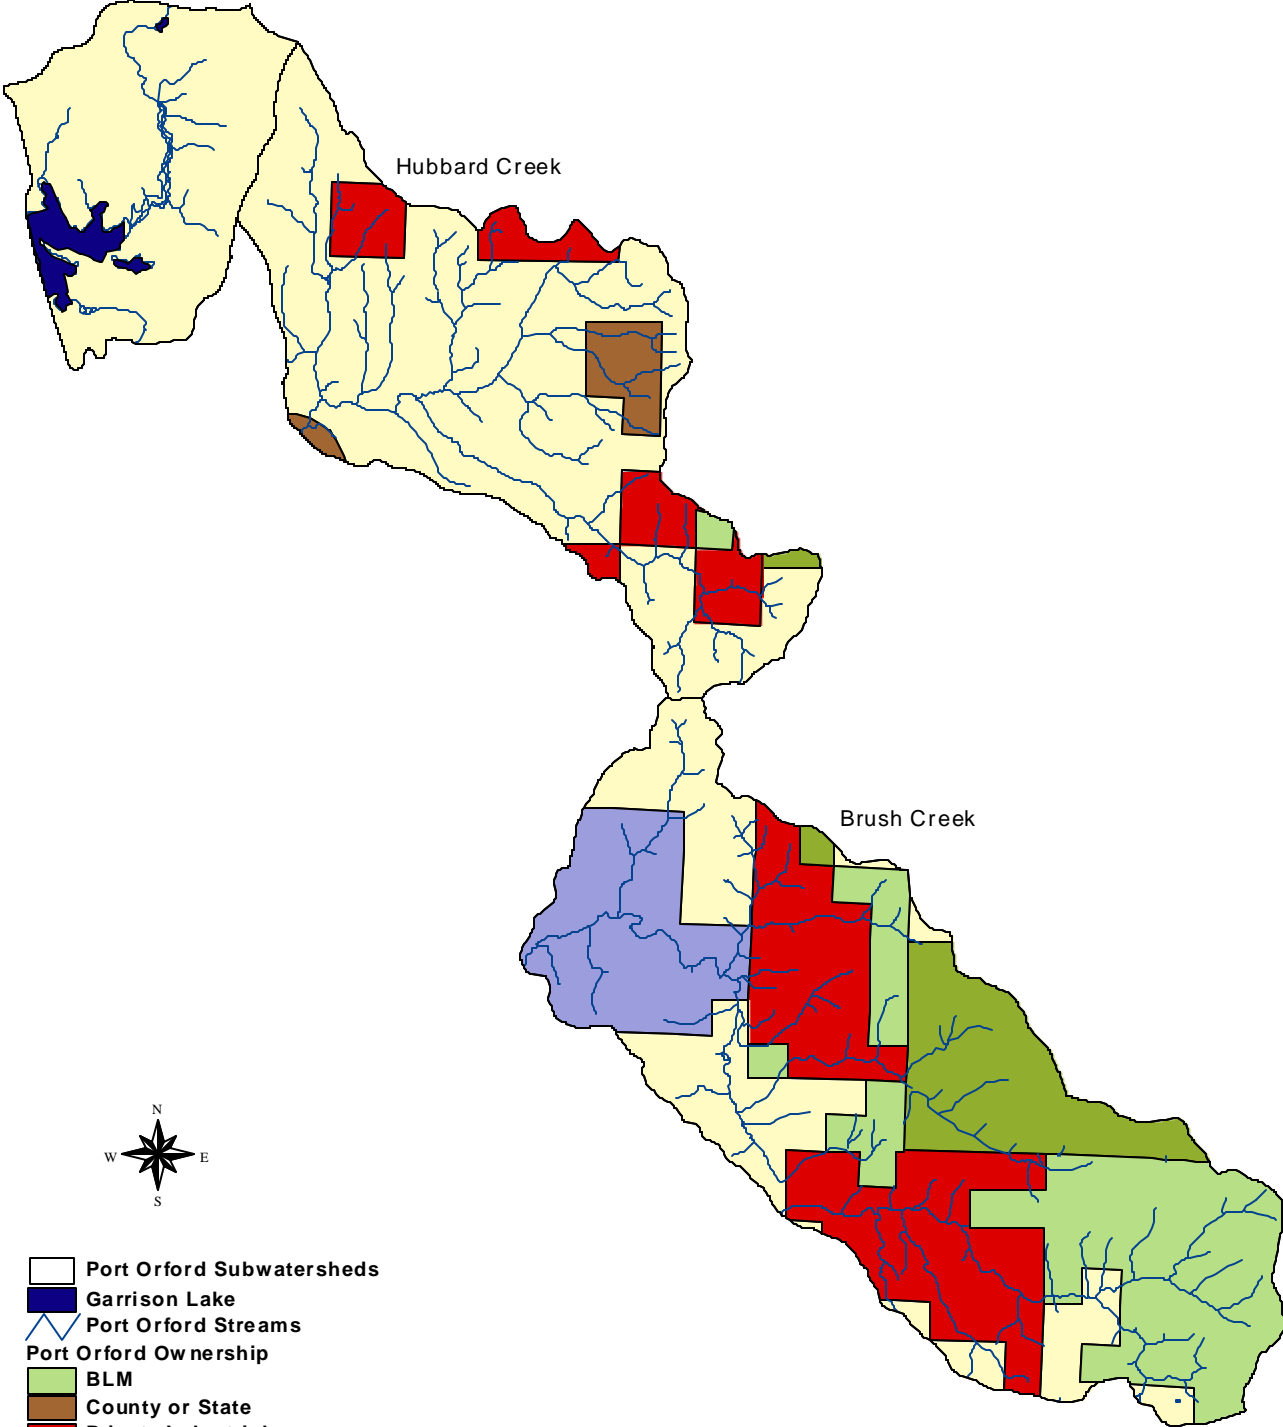 Hubbard Creek
Brush Creek
N
W E
S
Port Orford Subwatersheds
Garrison Lake
Port Orford Streams
Port Orford Ownership
BLM
County or State